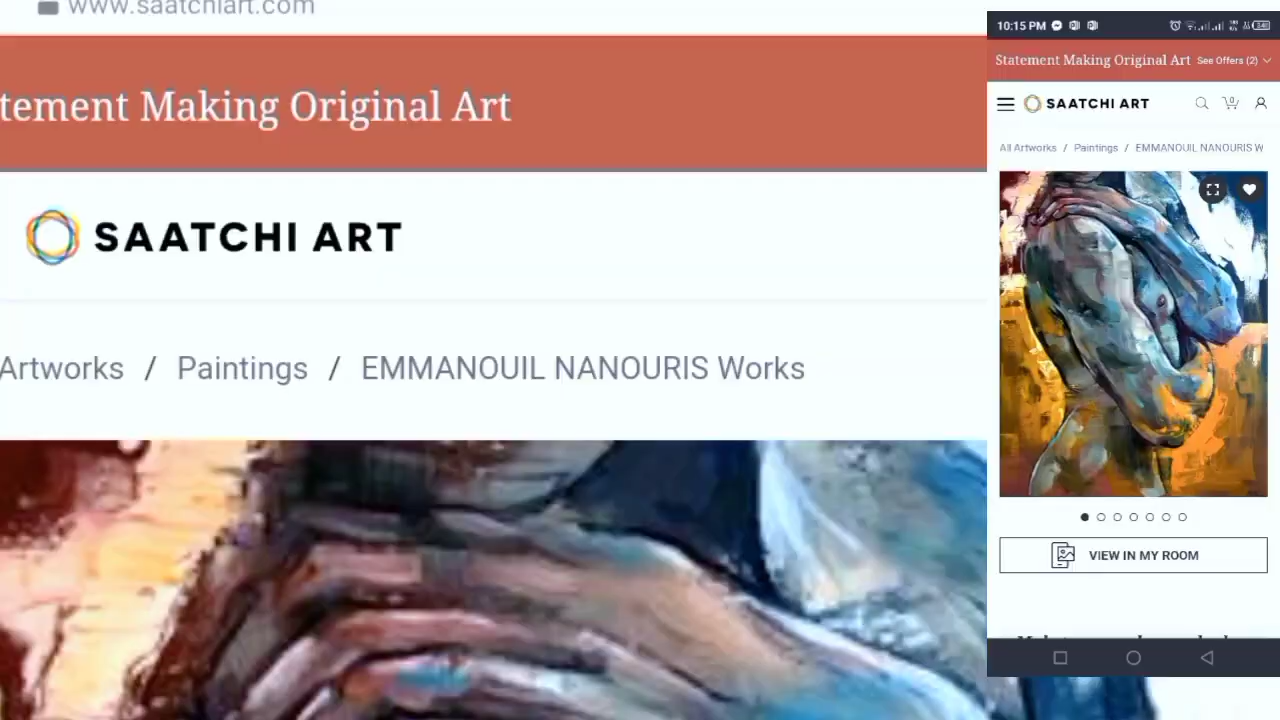 www.saatchiart.com
tement Making Original Art
SAATCHI ART
Artworks / Paintings / EMMANOUIL NANOURIS Works
10:15 PM
Statement Making Original Art See Offers (2)
SAATCHI ART
0
All Artworks / Paintings / EMMANOUIL NANOURIS W
VIEW IN MY ROOM